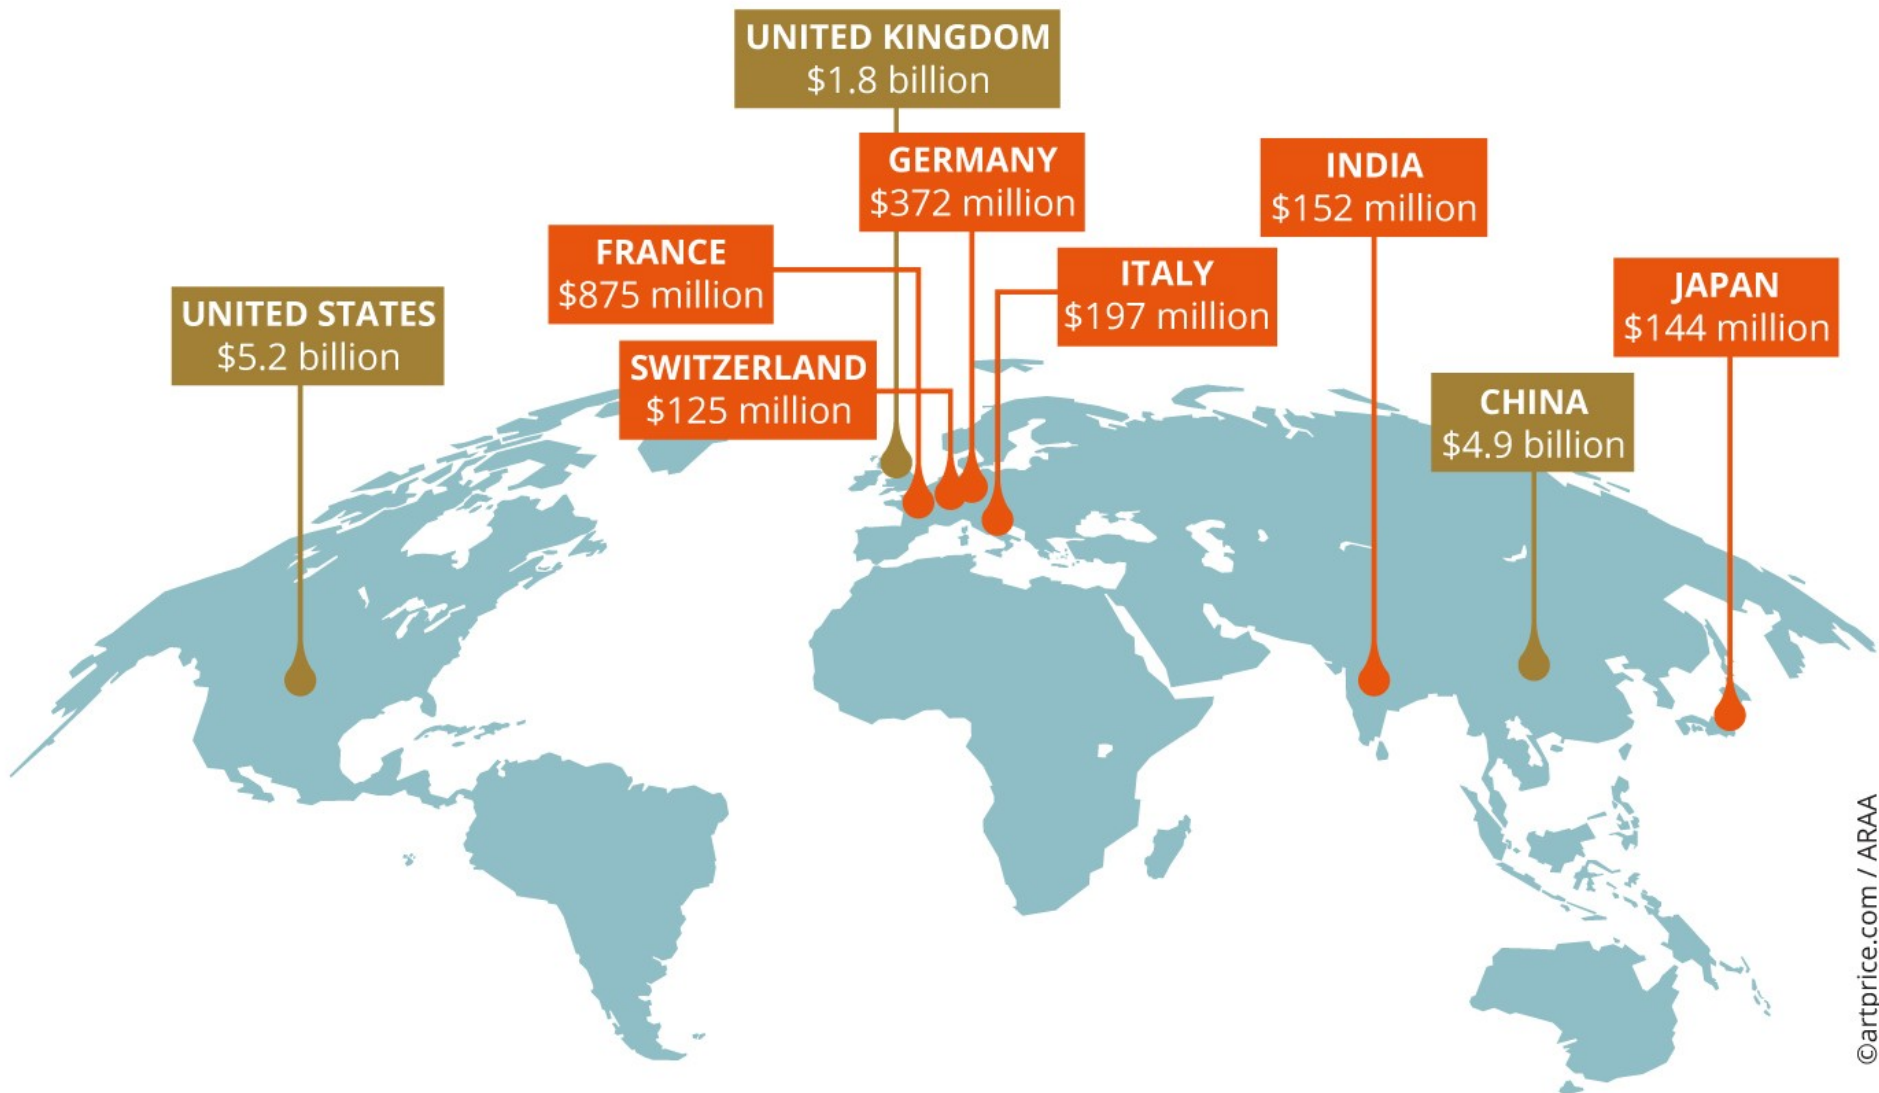 UNITED KINGDOM
$1.8 billion
GERMANY
$372 million
INDIA
$152 million
FRANCE
$875 million
ITALY
$197 million
JAPAN
$144 million
UNITED STATES
$5.2 billion
SWITZERLAND
$125 million
CHINA
$4.9 billion
©artprice.com / ARAA